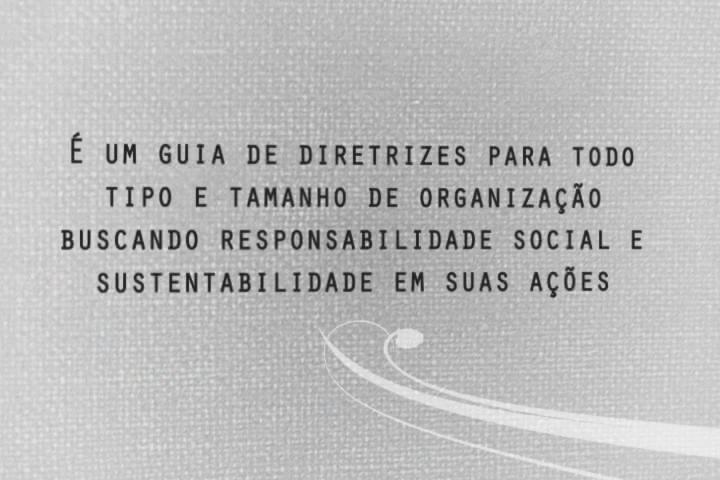 É UM GUIA DE DIRETRIZES PARA TODO
TIPO E TAMANHO DE ORGANIZAÇÃO
BUSCANDO RESPONSABILIDADE SOCIAL E
SUSTENTABILIDADE EM SUAS AÇÕES